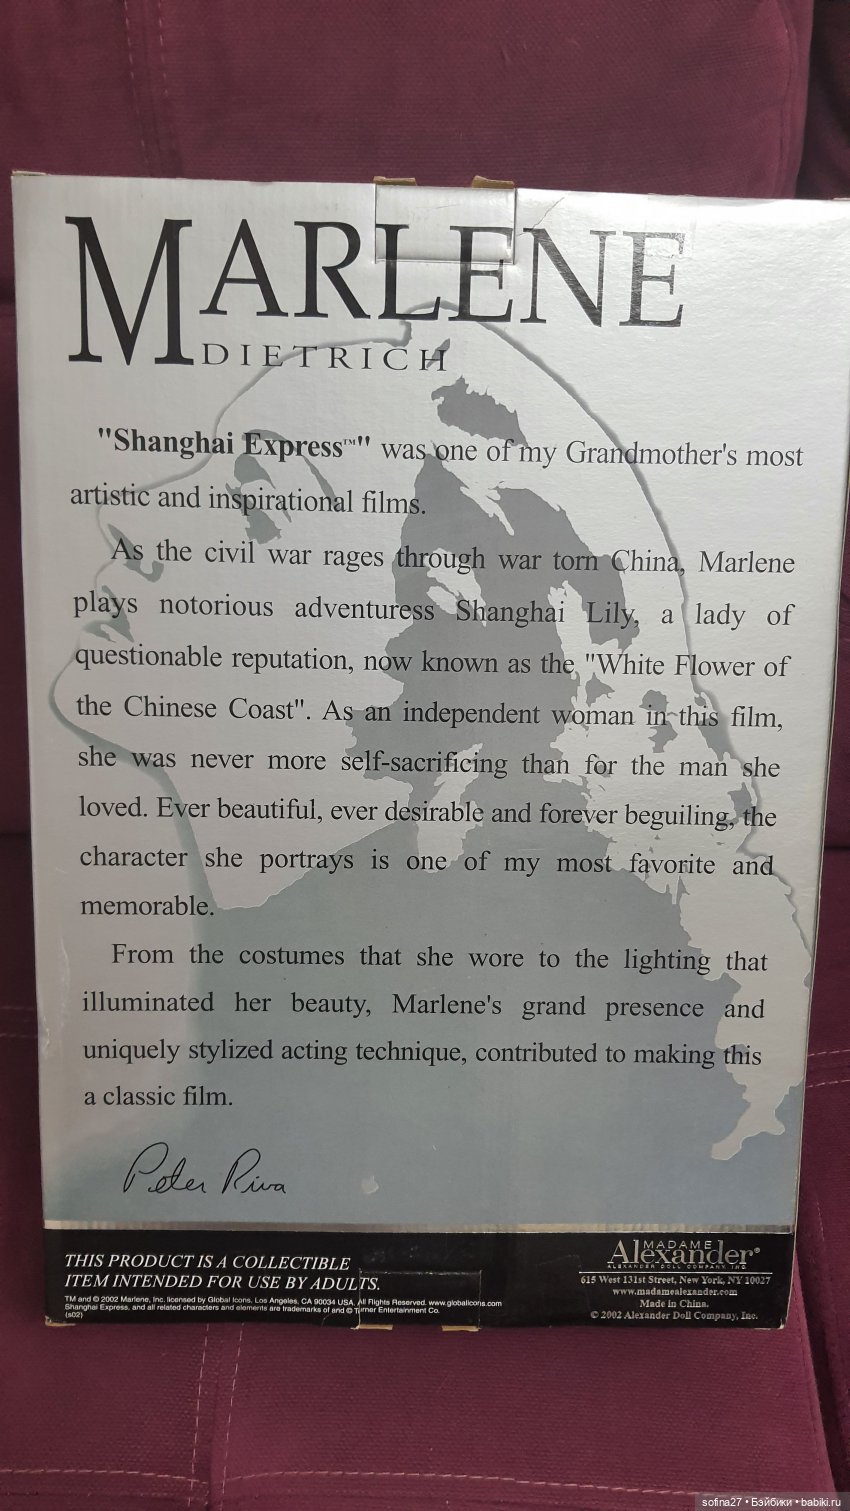 MARLENE
DIETRICH
"Shanghai Express™" was one of my Grandmother's most
artistic and inspirational films.
As the civil war rages through war torn China, Marlene
plays notorious adventuress Shanghai Lily, a lady of
questionable reputation, now known as the "White Flower of
the Chinese Coast". As an independent woman in this film,
she was never more self-sacrificing than for the man she
loved. Ever beautiful, ever desirable and forever beguiling, the
character she portrays is one of my most favorite and
memorable.
From the costumes that she wore to the lighting that
illuminated her beauty, Marlene's grand presence and
uniquely stylized acting technique, contributed to making this
a classic film.
Peter Riva
THIS PRODUCT IS A COLLECTIBLE
ITEM INTENDED FOR USE BY ADULTS.
TM and © 2002 Marlene, Inc. licensed by Global Icons, Los Angeles, CA 90034 USA. All Rights Reserved. www.globalicons.com
Shanghai Express, and all related characters and elements are trademarks of and © Turner Entertainment Co.
(s02)
MADAME
Alexander®
ALEXANDER DOLL COMPANY, INC.
615 West 131st Street, New York, NY 10027
www.madamealexander.com
Made in China.
© 2002 Alexander Doll Company, Inc.
sofina27 • Бэйбики • babiki.ru